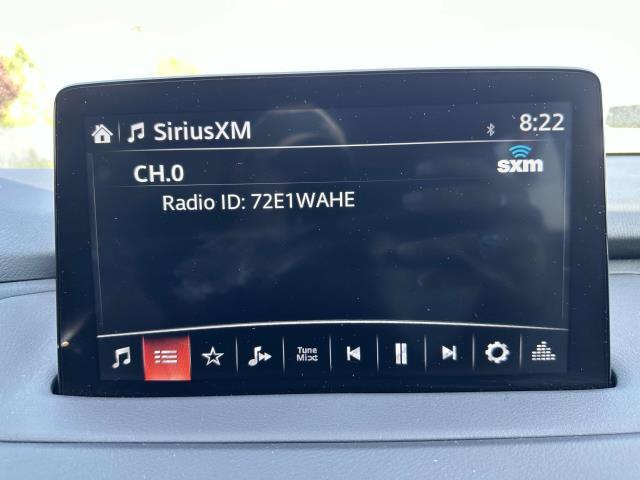 SiriusXM
8:22
CH.0
sxm
Radio ID: 72E1WAHE
Tune
Mix